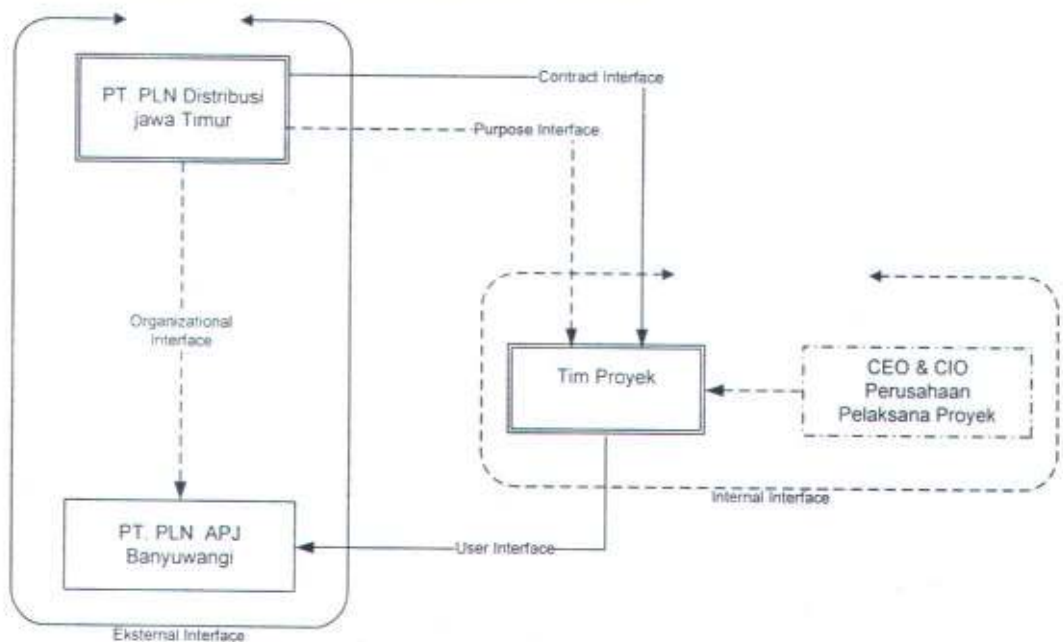 PT. PLN Distribusi
jawa Timur
Contract Interface
Purpose Interface
Organizational
Interface
Tim Proyek
CEO & CIO
Perusahaan
Pelaksana Proyek
Internal Interface
PT. PLN APJ
Banyuwangi
User Interface
Eksternal Interface